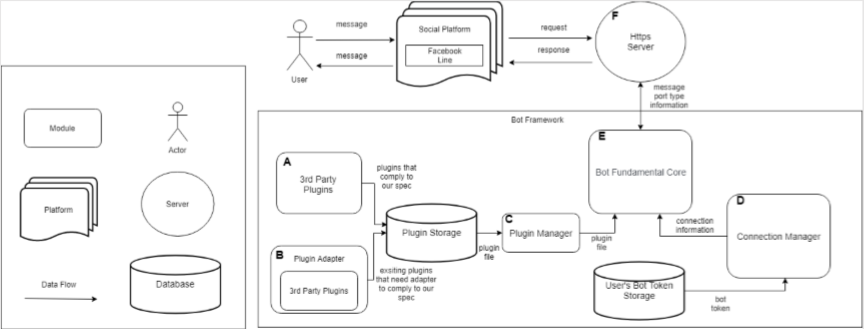 message
message
User
Social Platform
Facebook
Line
request
response
F
Https
Server
message
port type
information
Module
Actor
Platform
Server
Data Flow
Database
Bot Framework
A
3rd Party
Plugins
plugins that
comply to
our spec
B
Plugin Adapter
3rd Party Plugins
exsiting plugins
that need adapter
to comply to our
spec
Plugin Storage
plugin
file
C
Plugin Manager
plugin
file
E
Bot Fundamental Core
connection
information
D
Connection Manager
User's Bot Token
Storage
bot
token